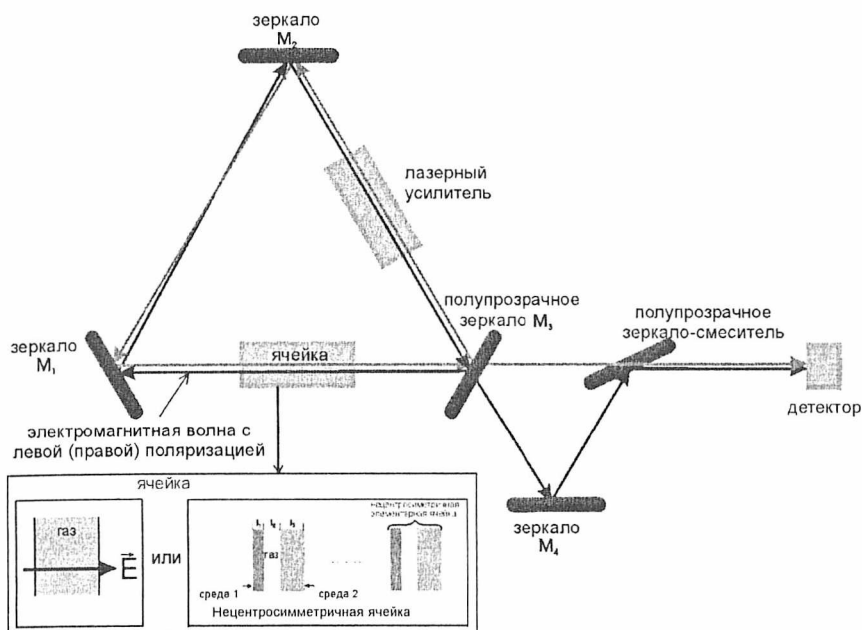 зеркало
M₂
лазерный
усилитель
полупрозрачное
зеркало M₃
полупрозрачное
зеркало-смеситель
зеркало
M₁
ячейка
детектор
электромагнитная волна с
левой (правой) поляризацией
зеркало
M₄
ячейка
газ
E
или
газ
среда 1
среда 2
Нецентросимметричная ячейка